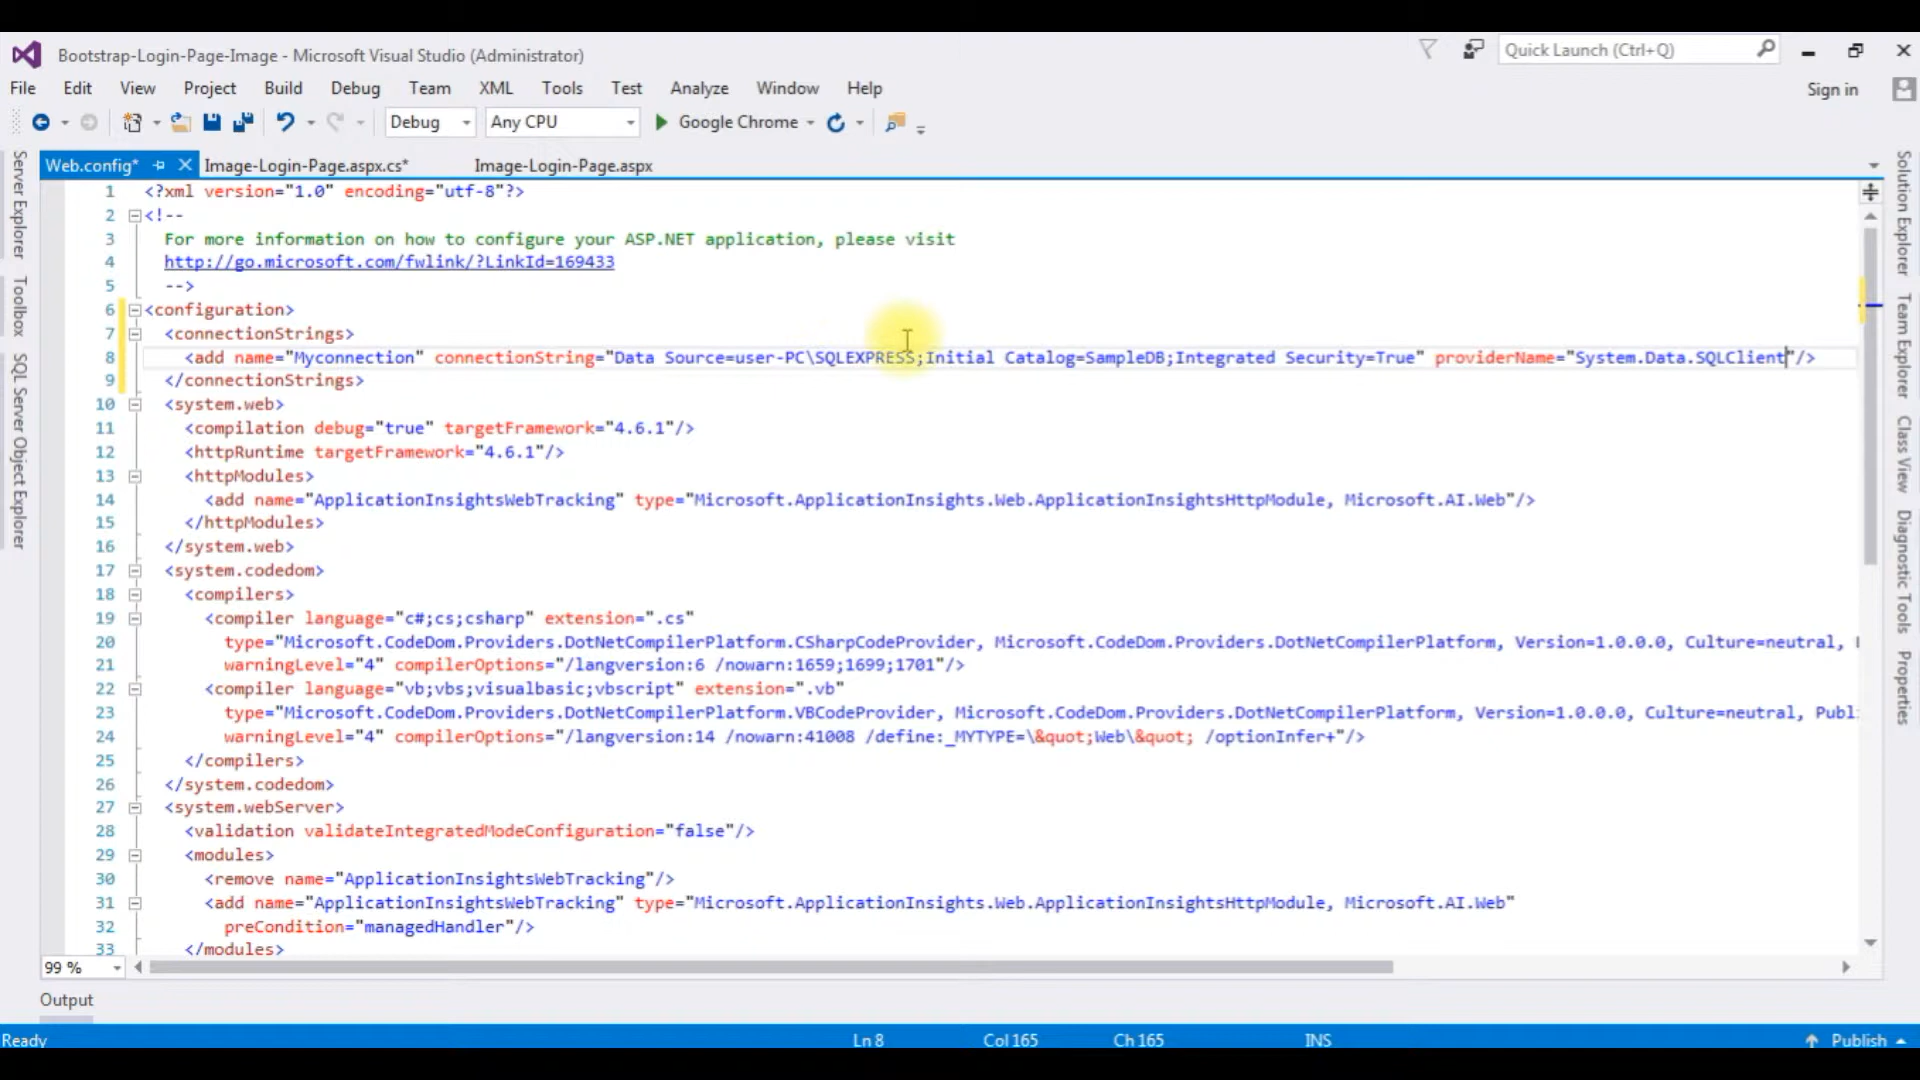 Bootstrap-Login-Page-Image - Microsoft Visual Studio (Administrator)
Quick Launch (Ctrl+Q)
File Edit View Project Build Debug Team XML Tools Test Analyze Window Help
Sign in
Debug Any CPU Google Chrome
Web.config* Image-Login-Page.aspx.cs* Image-Login-Page.aspx
Server Explorer
Toolbox
SQL Server Object Explorer
1 <?xml version="1.0" encoding="utf-8"?>
2 <!--
3 For more information on how to configure your ASP.NET application, please visit
4 http://go.microsoft.com/fwlink/?LinkId=169433
5 -->
6 <configuration>
7 <connectionStrings>
8 <add name="Myconnection" connectionString="Data Source=user-PC\SQLEXPRESS;Initial Catalog=SampleDB;Integrated Security=True" providerName="System.Data.SQLClient"/>
9 </connectionStrings>
10 <system.web>
11 <compilation debug="true" targetFramework="4.6.1"/>
12 <httpRuntime targetFramework="4.6.1"/>
13 <httpModules>
14 <add name="ApplicationInsightsWebTracking" type="Microsoft.ApplicationInsights.Web.ApplicationInsightsHttpModule, Microsoft.AI.Web"/>
15 </httpModules>
16 </system.web>
17 <system.codedom>
18 <compilers>
19 <compiler language="c#;cs;csharp" extension=".cs"
20 type="Microsoft.CodeDom.Providers.DotNetCompilerPlatform.CSharpCodeProvider, Microsoft.CodeDom.Providers.DotNetCompilerPlatform, Version=1.0.0.0, Culture=neutral,
21 warningLevel="4" compilerOptions="/langversion:6 /nowarn:1659;1699;1701"/>
22 <compiler language="vb;vbs;visualbasic;vbscript" extension=".vb"
23 type="Microsoft.CodeDom.Providers.DotNetCompilerPlatform.VBCodeProvider, Microsoft.CodeDom.Providers.DotNetCompilerPlatform, Version=1.0.0.0, Culture=neutral, Publi
24 warningLevel="4" compilerOptions="/langversion:14 /nowarn:41008 /define:_MYTYPE=\&quot;Web\&quot; /optionInfer+"/>
25 </compilers>
26 </system.codedom>
27 <system.webServer>
28 <validation validateIntegratedModeConfiguration="false"/>
29 <modules>
30 <remove name="ApplicationInsightsWebTracking"/>
31 <add name="ApplicationInsightsWebTracking" type="Microsoft.ApplicationInsights.Web.ApplicationInsightsHttpModule, Microsoft.AI.Web"
32 preCondition="managedHandler"/>
33 </modules>
Solution Explorer
Team Explorer
Class View
Diagnostic Tools
Properties
99 %
Output
Ready Ln 8 Col 165 Ch 165 INS Publish